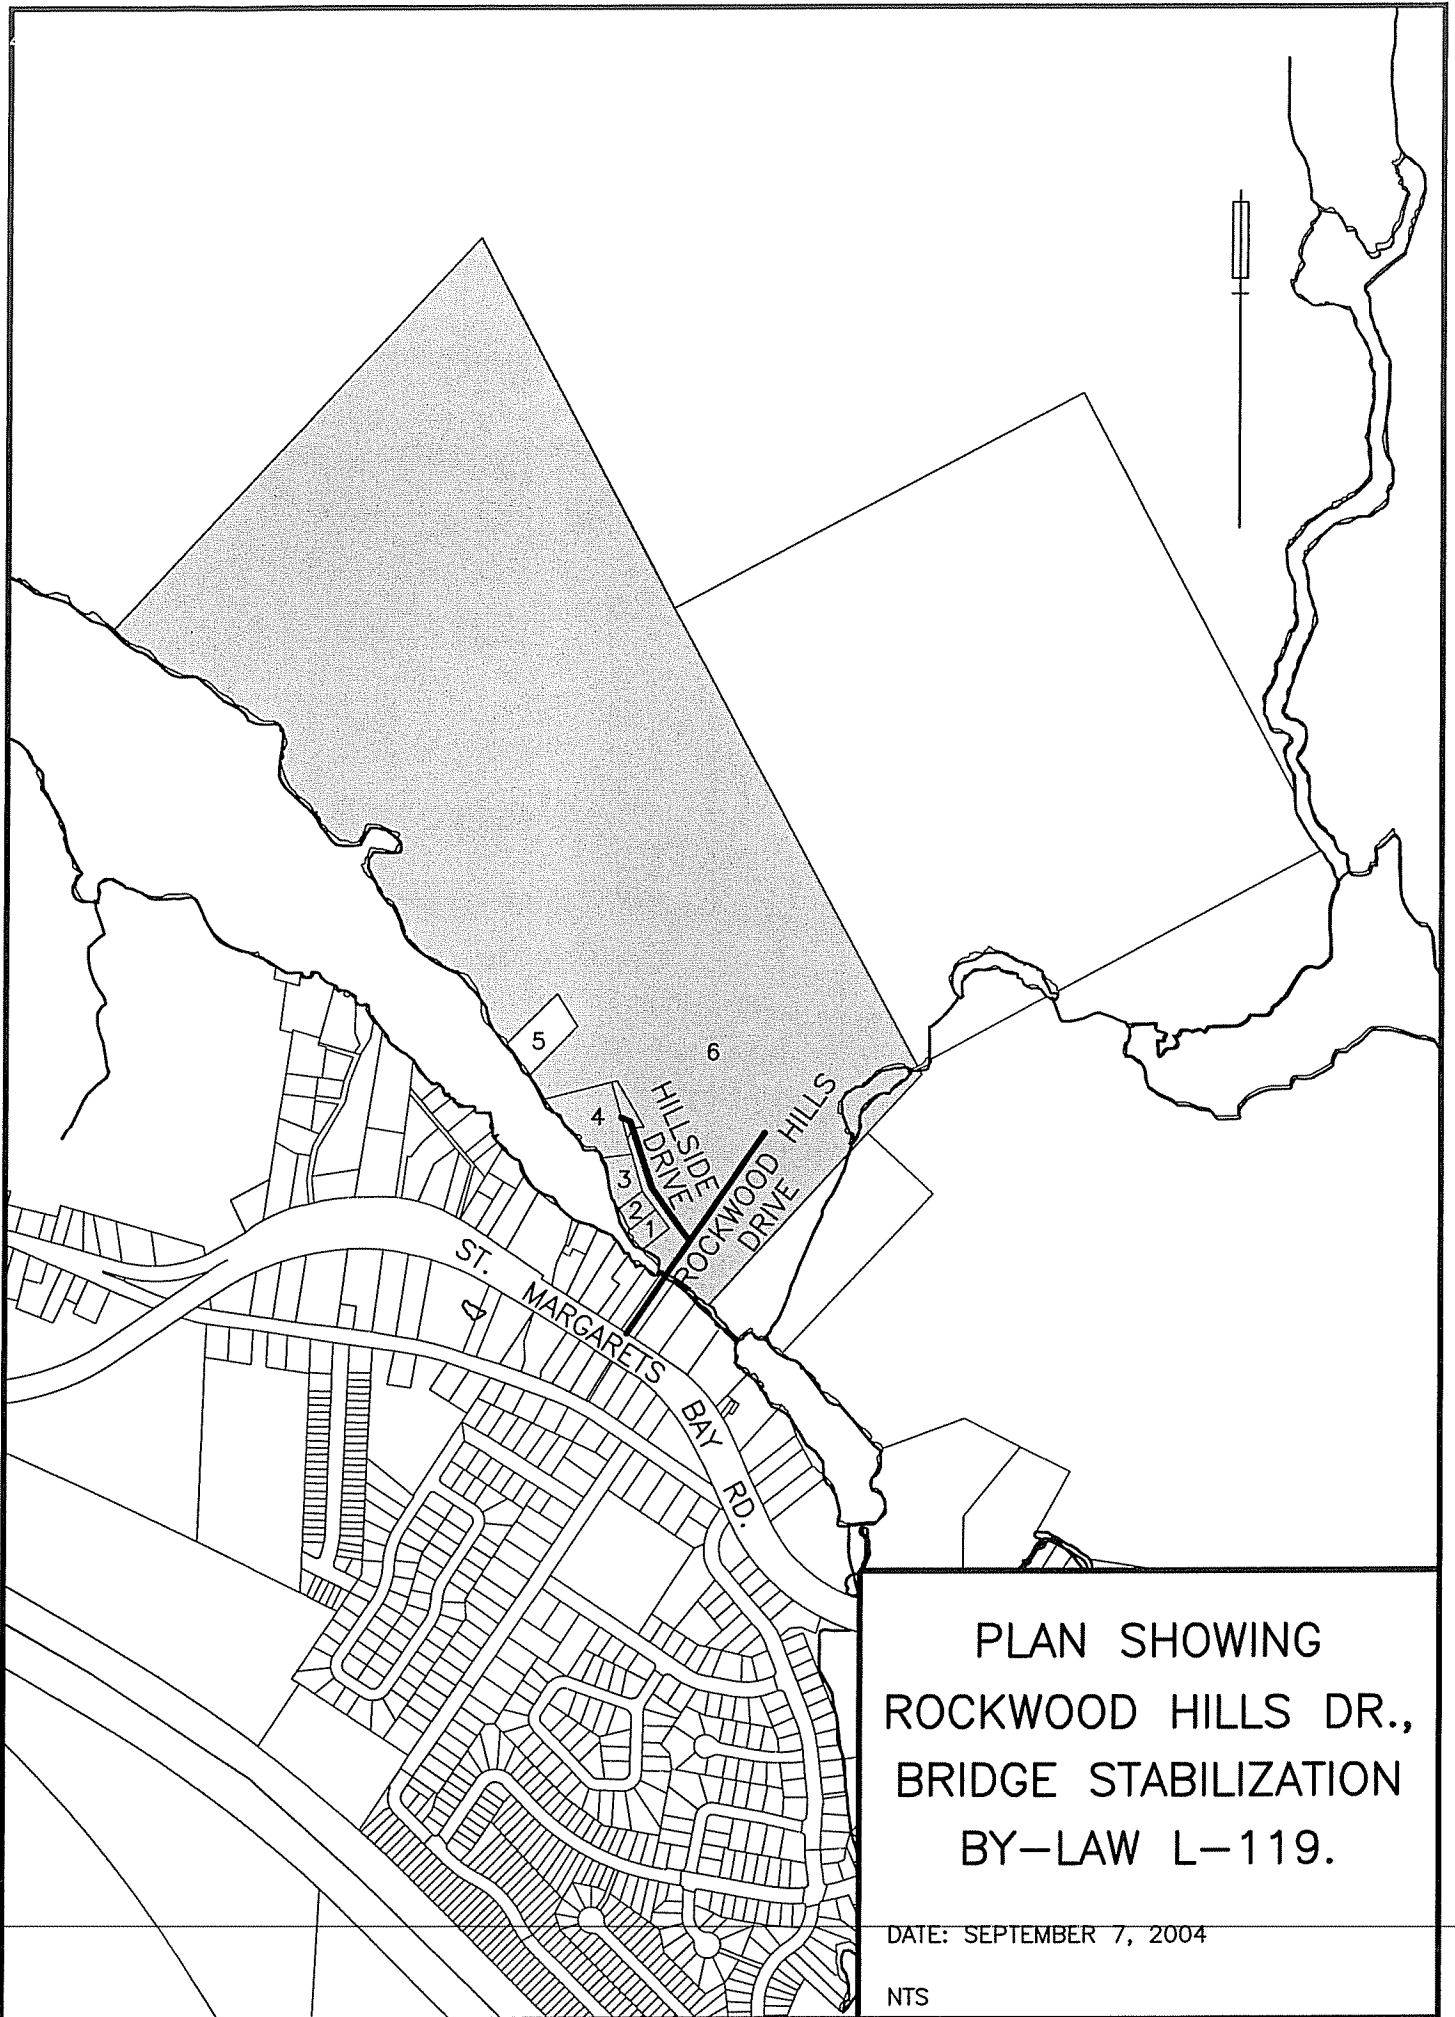 5
6
4
HILLSIDE
DRIVE
3
2
1
ROCKWOOD HILLS
DRIVE
ST. MARGARETS BAY RD.
PLAN SHOWING
ROCKWOOD HILLS DR.,
BRIDGE STABILIZATION
BY-LAW L-119.
DATE: SEPTEMBER 7, 2004
NTS